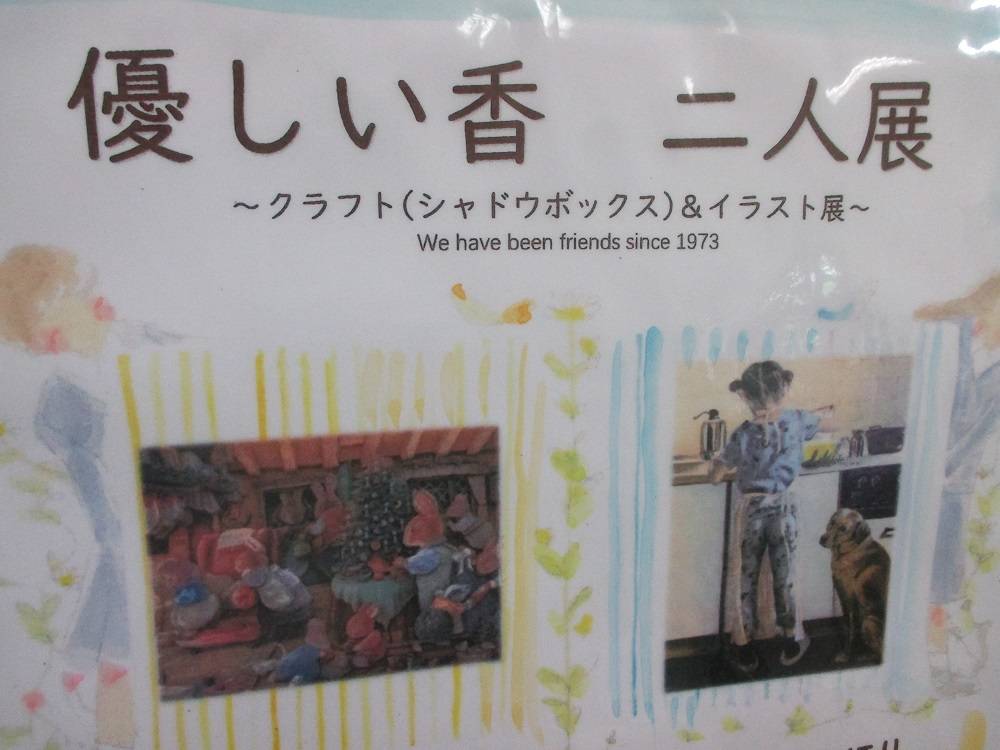 優しい香　二人展
～クラフト(シャドウボックス)&イラスト展～
We have been friends since 1973